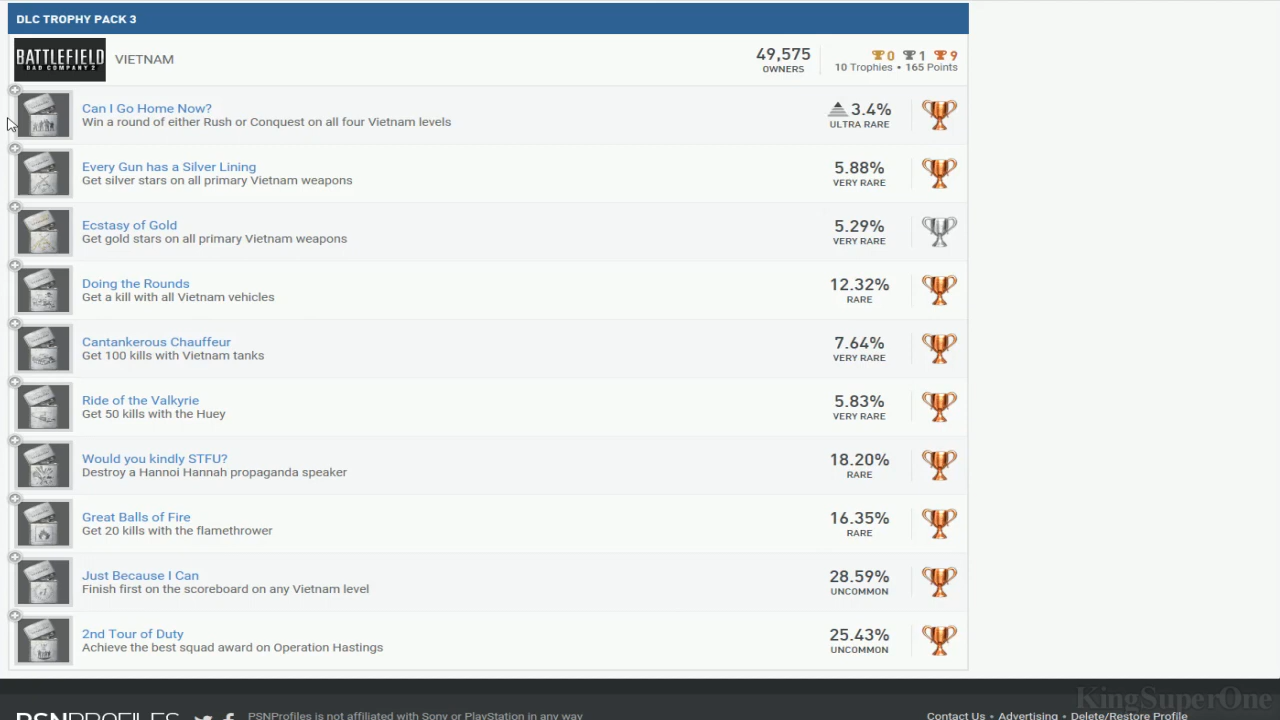 DLC TROPHY PACK 3
BATTLEFIELD
BAD COMPANY 2
VIETNAM
49,575
OWNERS
0 1 9
10 Trophies • 165 Points
Can I Go Home Now?
Win a round of either Rush or Conquest on all four Vietnam levels
3.4%
ULTRA RARE
Every Gun has a Silver Lining
Get silver stars on all primary Vietnam weapons
5.88%
VERY RARE
Ecstasy of Gold
Get gold stars on all primary Vietnam weapons
5.29%
VERY RARE
Doing the Rounds
Get a kill with all Vietnam vehicles
12.32%
RARE
Cantankerous Chauffeur
Get 100 kills with Vietnam tanks
7.64%
VERY RARE
Ride of the Valkyrie
Get 50 kills with the Huey
5.83%
VERY RARE
Would you kindly STFU?
Destroy a Hannoi Hannah propaganda speaker
18.20%
RARE
Great Balls of Fire
Get 20 kills with the flamethrower
16.35%
RARE
Just Because I Can
Finish first on the scoreboard on any Vietnam level
28.59%
UNCOMMON
2nd Tour of Duty
Achieve the best squad award on Operation Hastings
25.43%
UNCOMMON
KingSuperOne
PSNPROFILES
PSNProfiles is not affiliated with Sony or PlayStation in any way
Contact Us • Advertising • Delete/Restore Profile